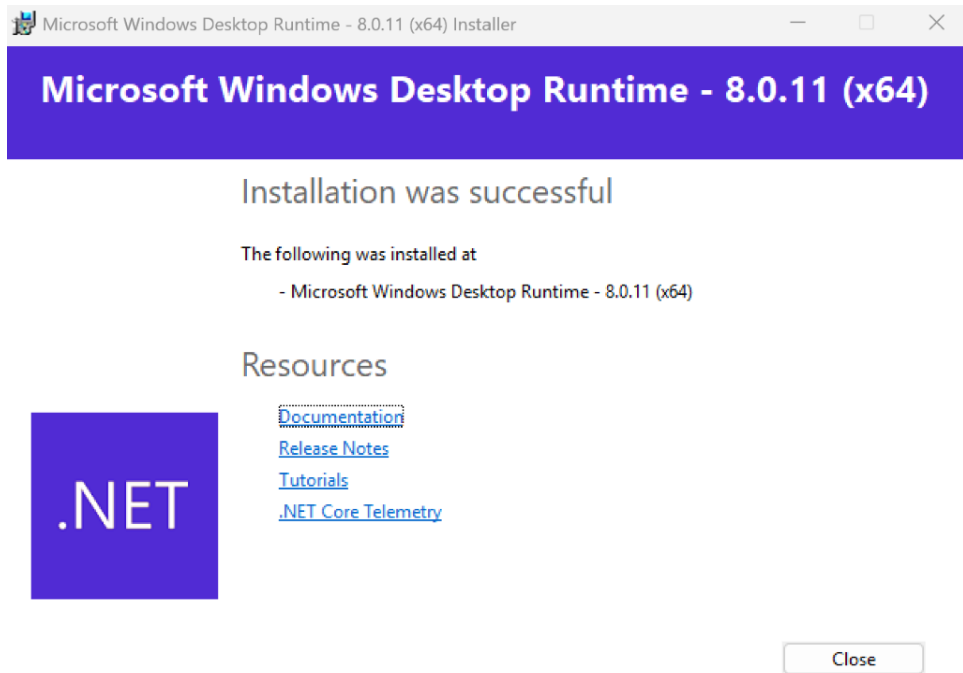 Microsoft Windows Desktop Runtime - 8.0.11 (x64) Installer
Microsoft Windows Desktop Runtime - 8.0.11 (x64)
Installation was successful
The following was installed at
- Microsoft Windows Desktop Runtime - 8.0.11 (x64)
Resources
Documentation
Release Notes
Tutorials
.NET Core Telemetry
.NET
Close